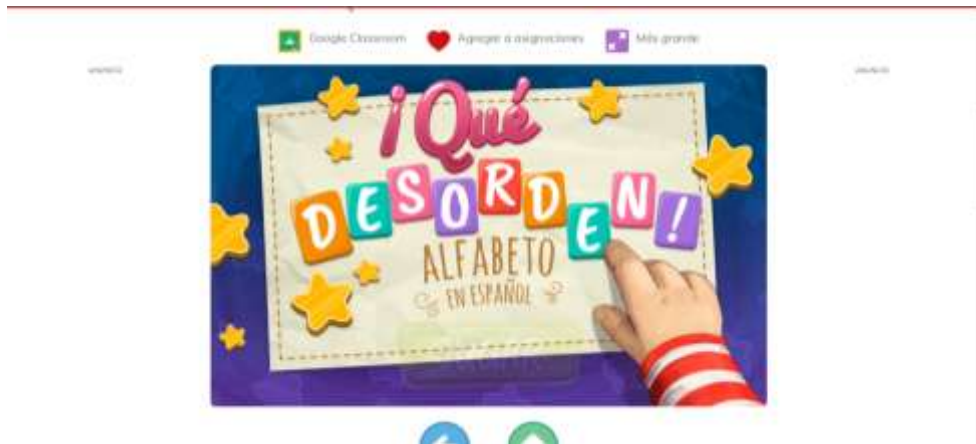 Google Classroom
Agregar a asignaciones
Más grande
¡Qué
DESORDEN!
ALFABETO
EN ESPAÑOL